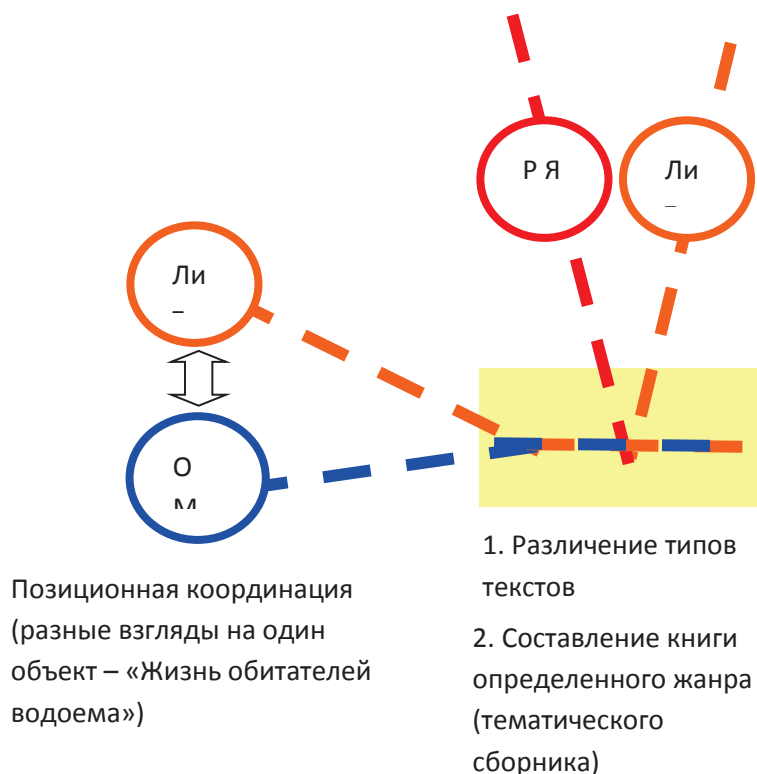 Р Я
Ли
–
Ли
–
О
М
1. Различение типов
текстов
2. Составление книги
определенного жанра
(тематического
сборника)
Позиционная координация
(разные взгляды на один
объект – «Жизнь обитателей
водоема»)